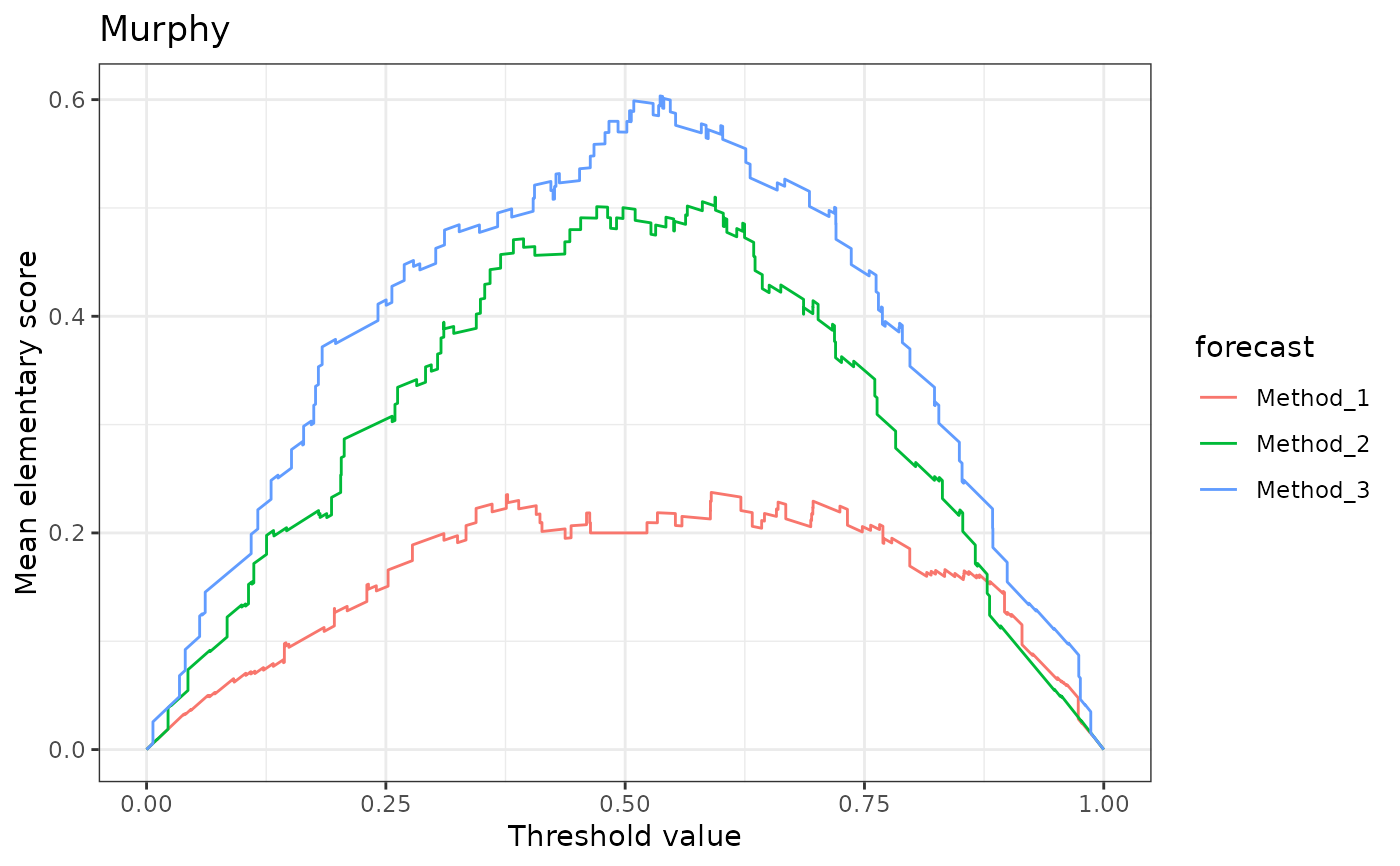 Murphy
Mean elementary score
0.6
0.4
0.2
0.0
0.00 0.25 0.50 0.75 1.00
Threshold value
forecast
Method_1
Method_2
Method_3